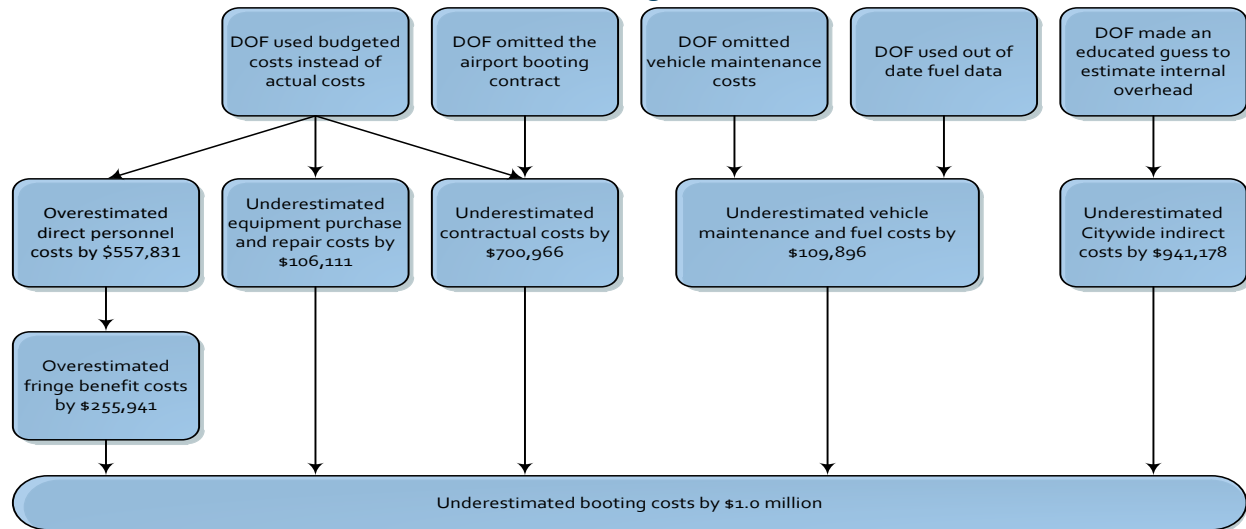 DOF used budgeted
costs instead of
actual costs
DOF omitted the
airport booting
contract
DOF omitted
vehicle maintenance
costs
DOF used out of
date fuel data
DOF made an
educated guess to
estimate internal
overhead
Overestimated
direct personnel
costs by $557,831
Underestimated
equipment purchase
and repair costs by
$106,111
Underestimated
contractual costs by
$700,966
Underestimated vehicle
maintenance and fuel costs by
$109,896
Underestimated
Citywide indirect
costs by $941,178
Overestimated
fringe benefit costs
by $255,941
Underestimated booting costs by $1.0 million